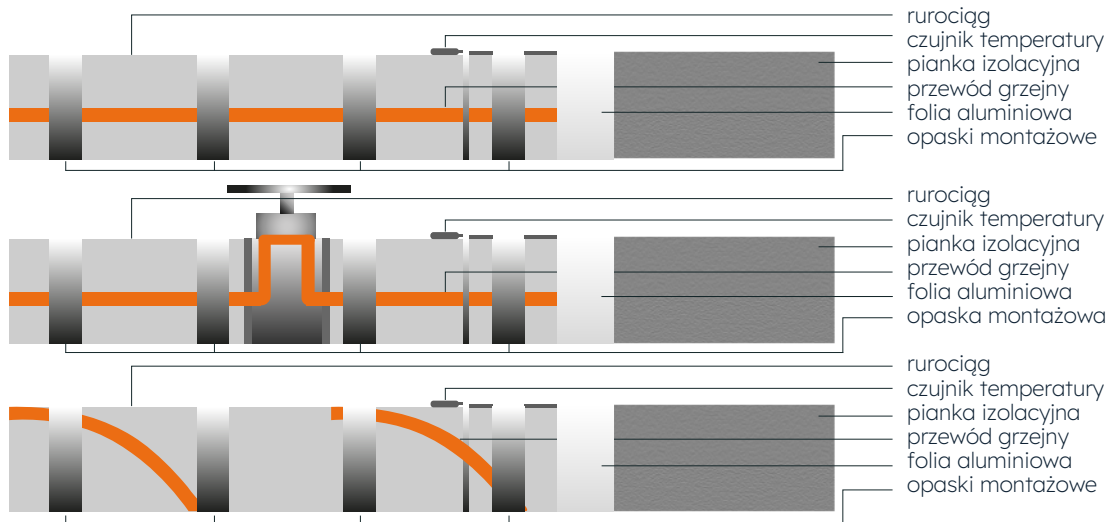 rurociąg
czujnik temperatury
pianka izolacyjna
przewód grzejny
folia aluminiowa
opaski montażowe
rurociąg
czujnik temperatury
pianka izolacyjna
przewód grzejny
folia aluminiowa
opaska montażowa
rurociąg
czujnik temperatury
pianka izolacyjna
przewód grzejny
folia aluminiowa
opaski montażowe